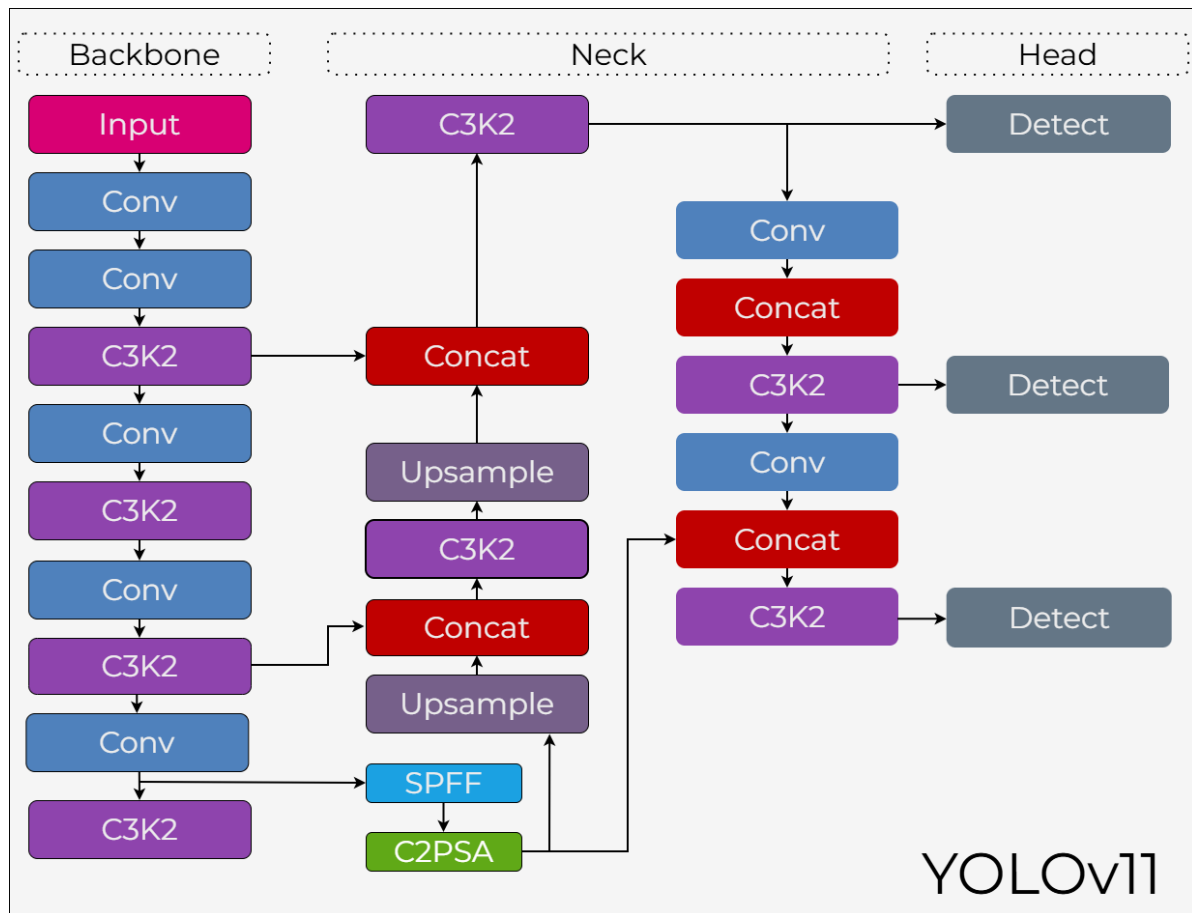 Backbone
Neck
Head
Input
Conv
Conv
C3K2
Conv
C3K2
Conv
C3K2
Conv
C3K2
C3K2
Concat
Upsample
C3K2
Concat
Upsample
SPFF
C2PSA
Conv
Concat
C3K2
Conv
Concat
C3K2
Detect
Detect
Detect
YOLOv11